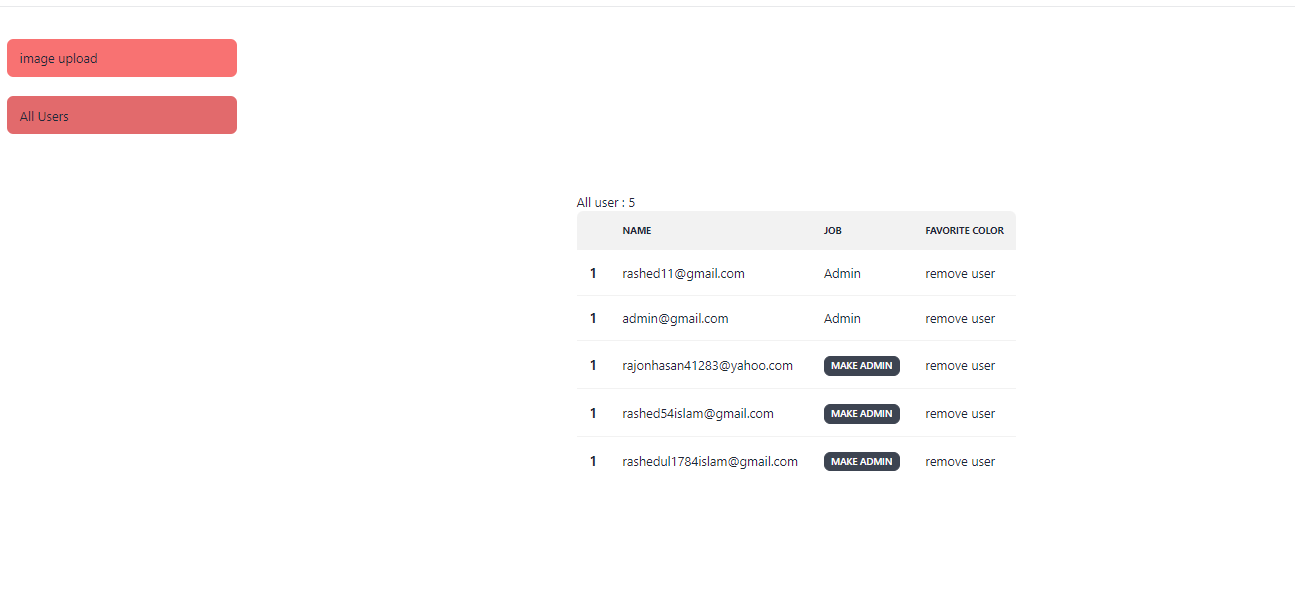 image upload
All Users
All user : 5
NAME JOB FAVORITE COLOR
1 rashed11@gmail.com Admin remove user
1 admin@gmail.com Admin remove user
1 rajonhasan41283@yahoo.com MAKE ADMIN remove user
1 rashed54islam@gmail.com MAKE ADMIN remove user
1 rashedul1784islam@gmail.com MAKE ADMIN remove user